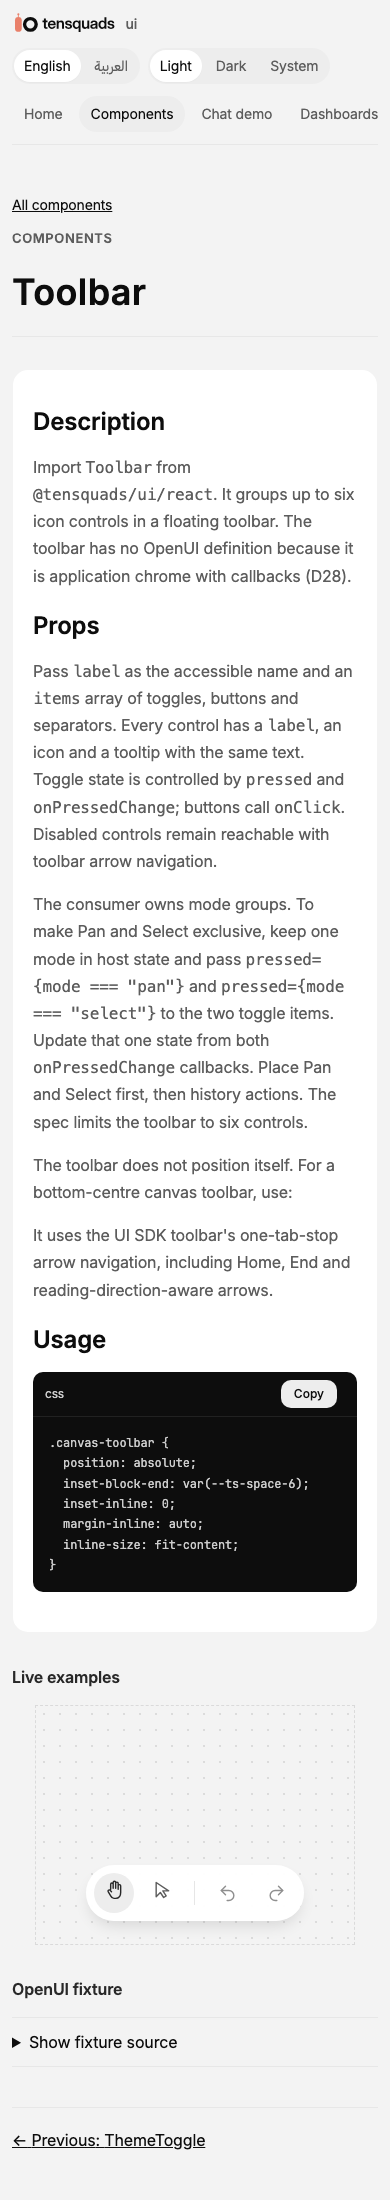 tensquads ui
English العربية Light Dark System
Home Components Chat demo Dashboards
All components
COMPONENTS
Toolbar
Description
Import Toolbar from
@tensquads/ui/react. It groups up to six
icon controls in a floating toolbar. The
toolbar has no OpenUI definition because it
is application chrome with callbacks (D28).
Props
Pass label as the accessible name and an
items array of toggles, buttons and
separators. Every control has a label, an
icon and a tooltip with the same text.
Toggle state is controlled by pressed and
onPressedChange; buttons call onClick.
Disabled controls remain reachable with
toolbar arrow navigation.
The consumer owns mode groups. To
make Pan and Select exclusive, keep one
mode in host state and pass pressed=
{mode === "pan"} and pressed={mode
=== "select"} to the two toggle items.
Update that one state from both
onPressedChange callbacks. Place Pan
and Select first, then history actions. The
spec limits the toolbar to six controls.
The toolbar does not position itself. For a
bottom-centre canvas toolbar, use:
It uses the UI SDK toolbar's one-tab-stop
arrow navigation, including Home, End and
reading-direction-aware arrows.
Usage
css Copy
.canvas-toolbar {
  position: absolute;
  inset-block-end: var(--ts-space-6);
  inset-inline: 0;
  margin-inline: auto;
  inline-size: fit-content;
}
Live examples
OpenUI fixture
▶ Show fixture source
← Previous: ThemeToggle